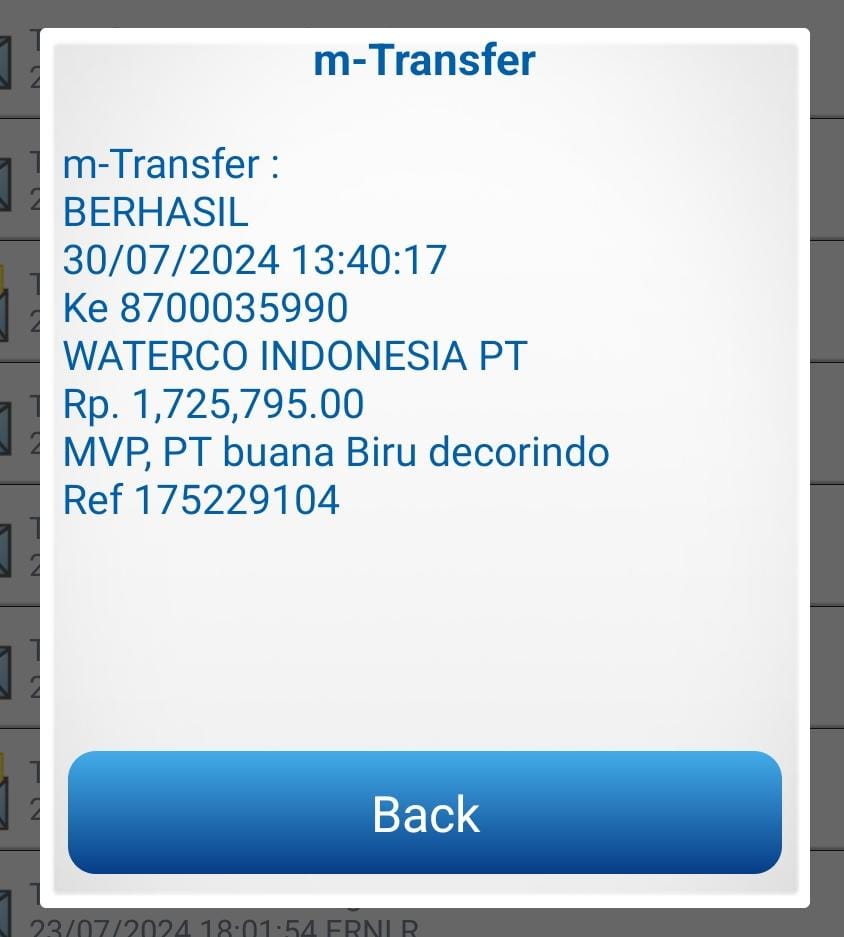 m-Transfer
m-Transfer :
BERHASIL
30/07/2024 13:40:17
Ke 8700035990
WATERCO INDONESIA PT
Rp. 1,725,795.00
MVP, PT buana Biru decorindo
Ref 175229104
Back
23/07/2024 18:01:54 ERNI R